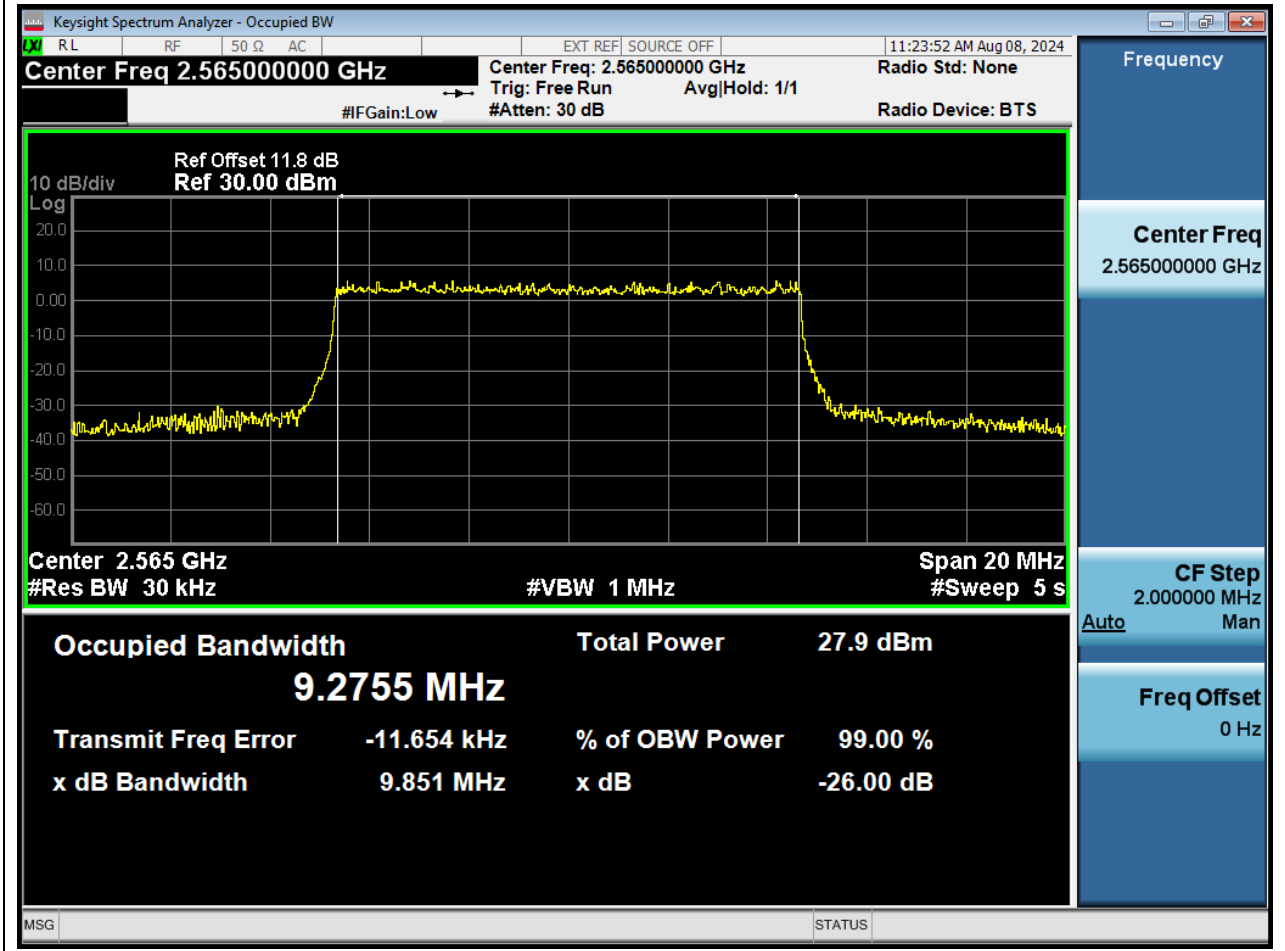 Keysight Spectrum Analyzer - Occupied BW
LXI RL RF 50 Ω AC EXT REF SOURCE OFF 11:23:52 AM Aug 08, 2024
Center Freq 2.565000000 GHz
Center Freq: 2.565000000 GHz Radio Std: None
Trig: Free Run Avg|Hold: 1/1
#IFGain:Low #Atten: 30 dB Radio Device: BTS
Ref Offset 11.8 dB
10 dB/div Ref 30.00 dBm
Log
20.0
10.0
0.00
-10.0
-20.0
-30.0
-40.0
-50.0
-60.0
Center 2.565 GHz Span 20 MHz
#Res BW 30 kHz #VBW 1 MHz #Sweep 5 s
Occupied Bandwidth Total Power 27.9 dBm
9.2755 MHz
Transmit Freq Error -11.654 kHz % of OBW Power 99.00 %
x dB Bandwidth 9.851 MHz x dB -26.00 dB
Frequency
Center Freq
2.565000000 GHz
CF Step
2.000000 MHz
Auto Man
Freq Offset
0 Hz
MSG STATUS